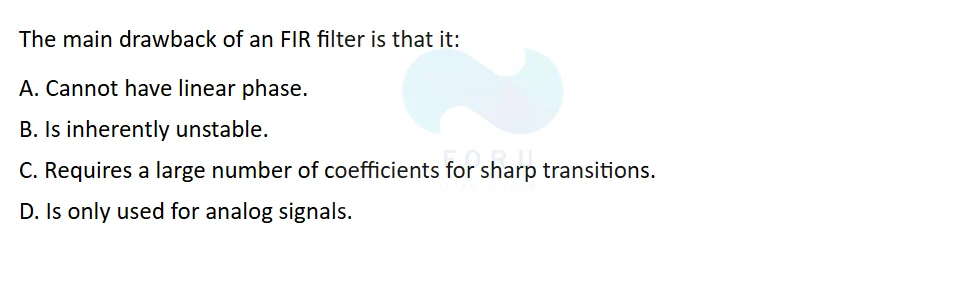 The main drawback of an FIR filter is that it:
A. Cannot have linear phase.
B. Is inherently unstable.
C. Requires a large number of coefficients for sharp transitions.
D. Is only used for analog signals.